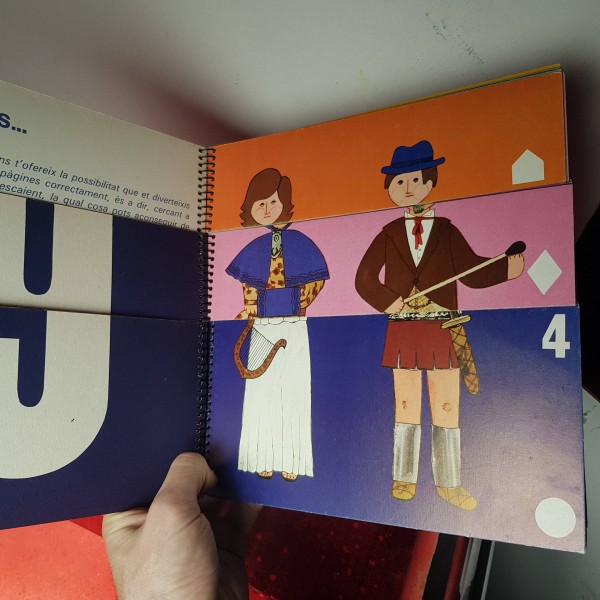 s...
ns t'ofereix la possibilitat que et diverteixis
pàgines correctament, és a dir, cercant a
escaient, la qual cosa pots aconseguir de
4